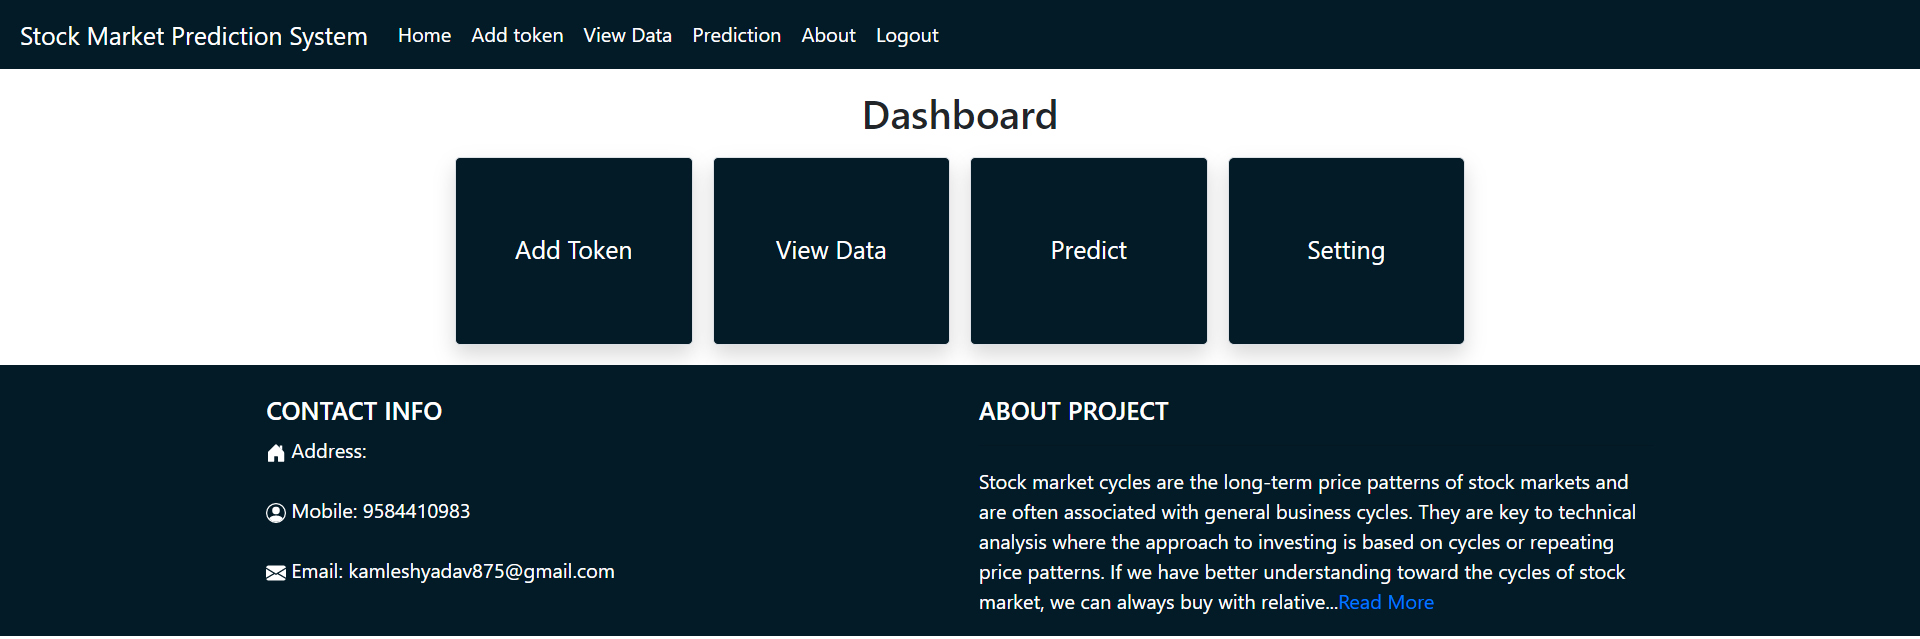 Stock Market Prediction System Home Add token View Data Prediction About Logout
Dashboard
Add Token View Data Predict Setting
CONTACT INFO
Address:
Mobile: 9584410983
Email: kamleshyadav875@gmail.com
ABOUT PROJECT
Stock market cycles are the long-term price patterns of stock markets and
are often associated with general business cycles. They are key to technical
analysis where the approach to investing is based on cycles or repeating
price patterns. If we have better understanding toward the cycles of stock
market, we can always buy with relative...Read More